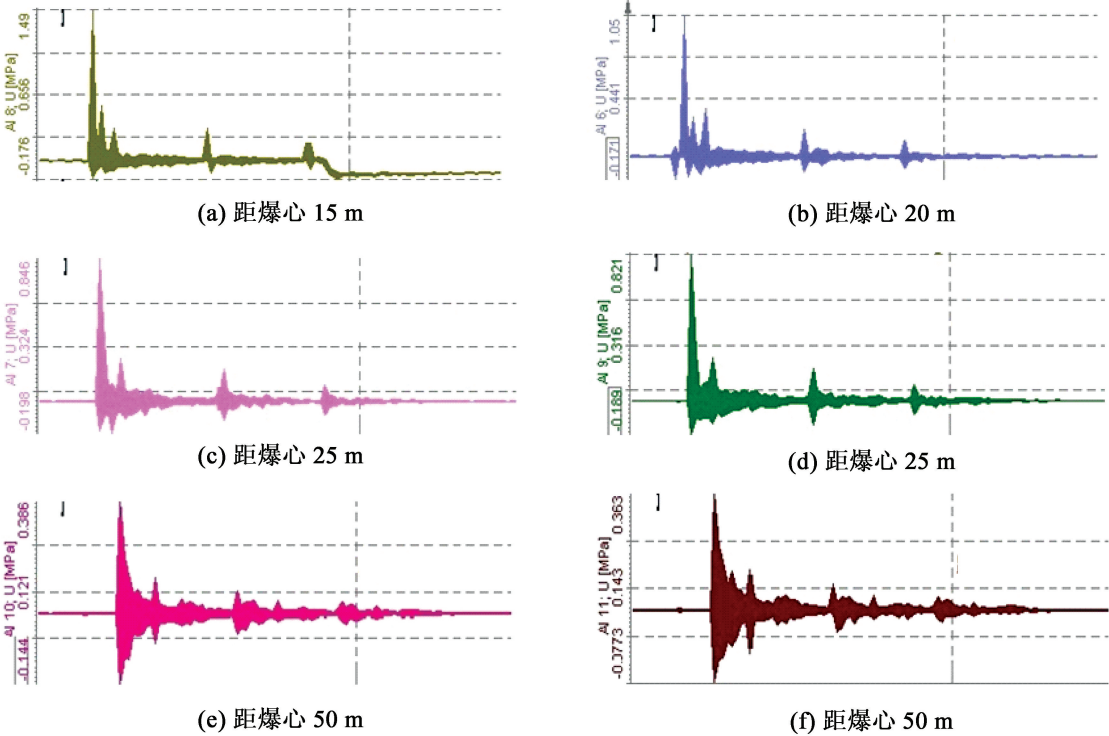 1.49
0.656
-0.176
AI 8; U [MPa]
(a) 距爆心 15 m
1.05
0.441
-0.171
AI 6; U [MPa]
(b) 距爆心 20 m
0.846
0.324
-0.198
AI 7; U [MPa]
(c) 距爆心 25 m
0.821
0.316
-0.189
AI 9; U [MPa]
(d) 距爆心 25 m
0.386
0.121
-0.144
AI 10; U [MPa]
(e) 距爆心 50 m
0.363
0.143
-0.0773
AI 11; U [MPa]
(f) 距爆心 50 m